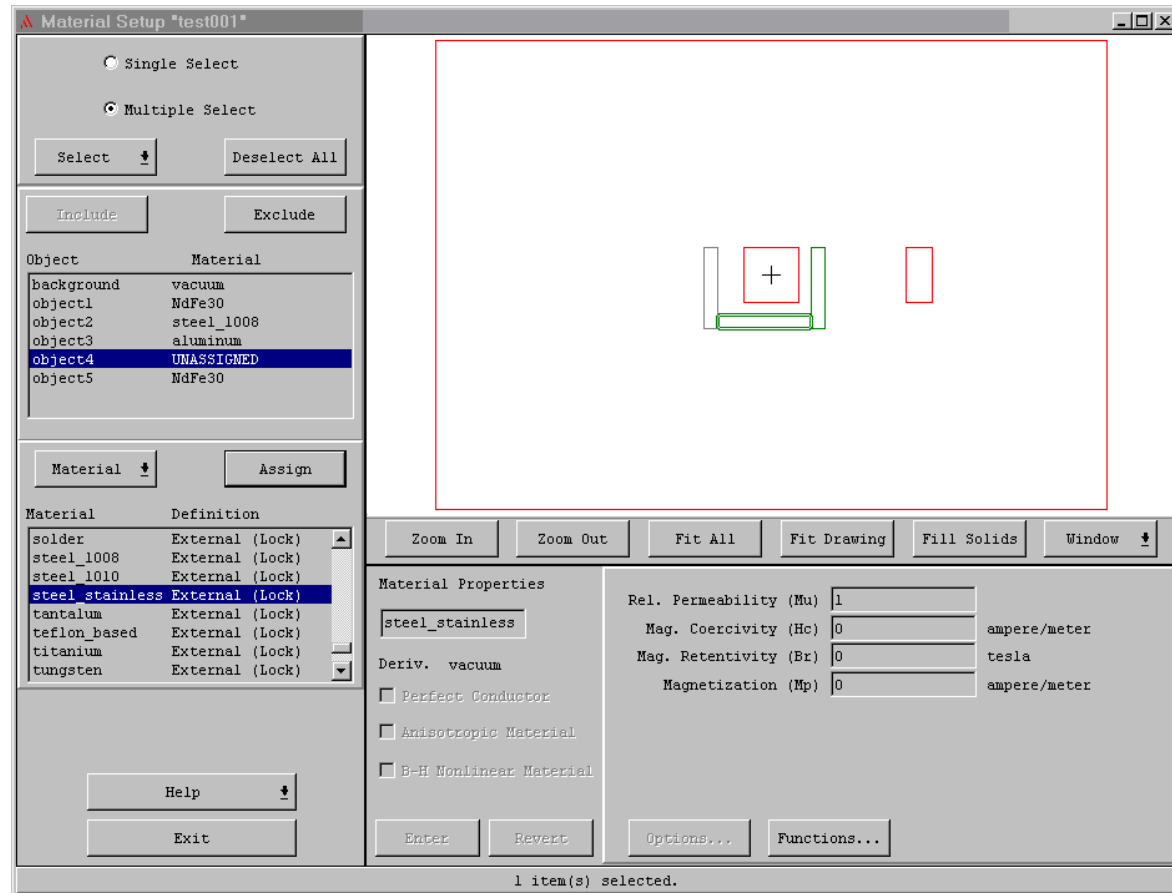 Material Setup "test001"
Single Select
Multiple Select
Select
Deselect All
Include
Exclude
Object Material
background vacuum
object1 NdFe30
object2 steel_1008
object3 aluminum
object4 UNASSIGNED
object5 NdFe30
Material
Assign
Material Definition
solder External (Lock)
steel_1008 External (Lock)
steel_1010 External (Lock)
steel_stainless External (Lock)
tantalum External (Lock)
teflon_based External (Lock)
titanium External (Lock)
tungsten External (Lock)
Help
Exit
Zoom In
Zoom Out
Fit All
Fit Drawing
Fill Solids
Window
Material Properties
steel_stainless
Deriv. vacuum
Perfect Conductor
Anisotropic Material
B-H Nonlinear Material
Enter
Revert
Rel. Permeability (Mu) 1
Mag. Coercivity (Hc) 0 ampere/meter
Mag. Retentivity (Br) 0 tesla
Magnetization (Mp) 0 ampere/meter
Options...
Functions...
1 item(s) selected.